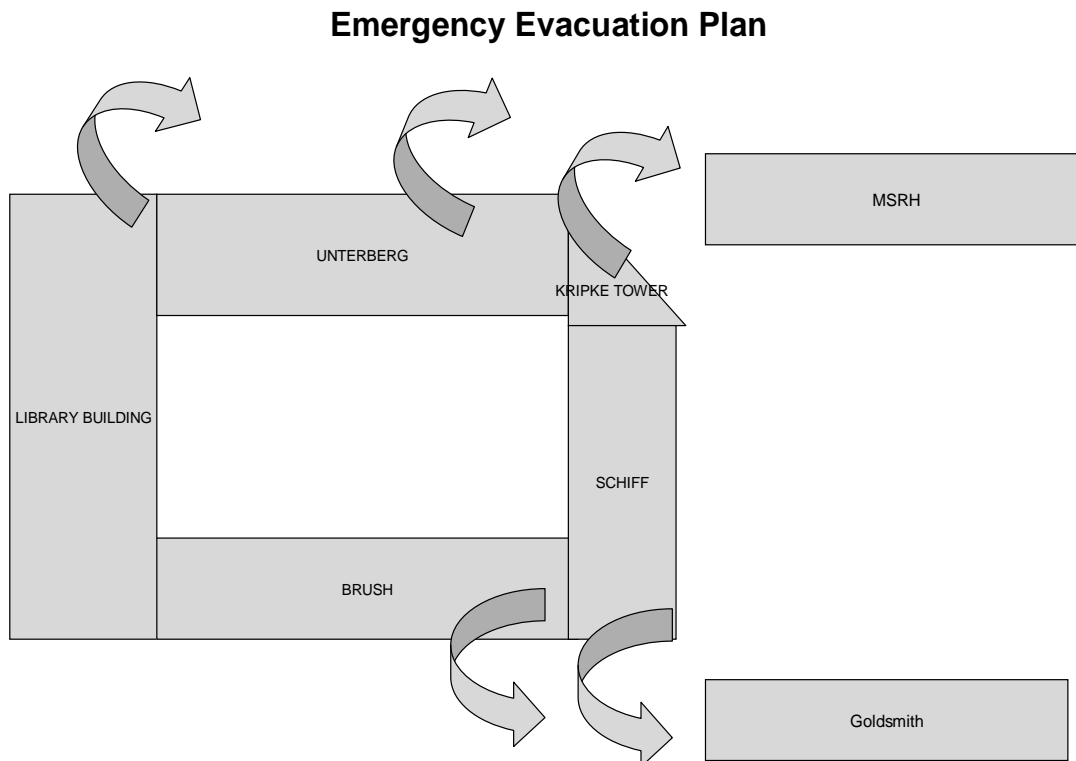 Emergency Evacuation Plan
MSRH
UNTERBERG
KRIPKE TOWER
LIBRARY BUILDING
SCHIFF
BRUSH
Goldsmith